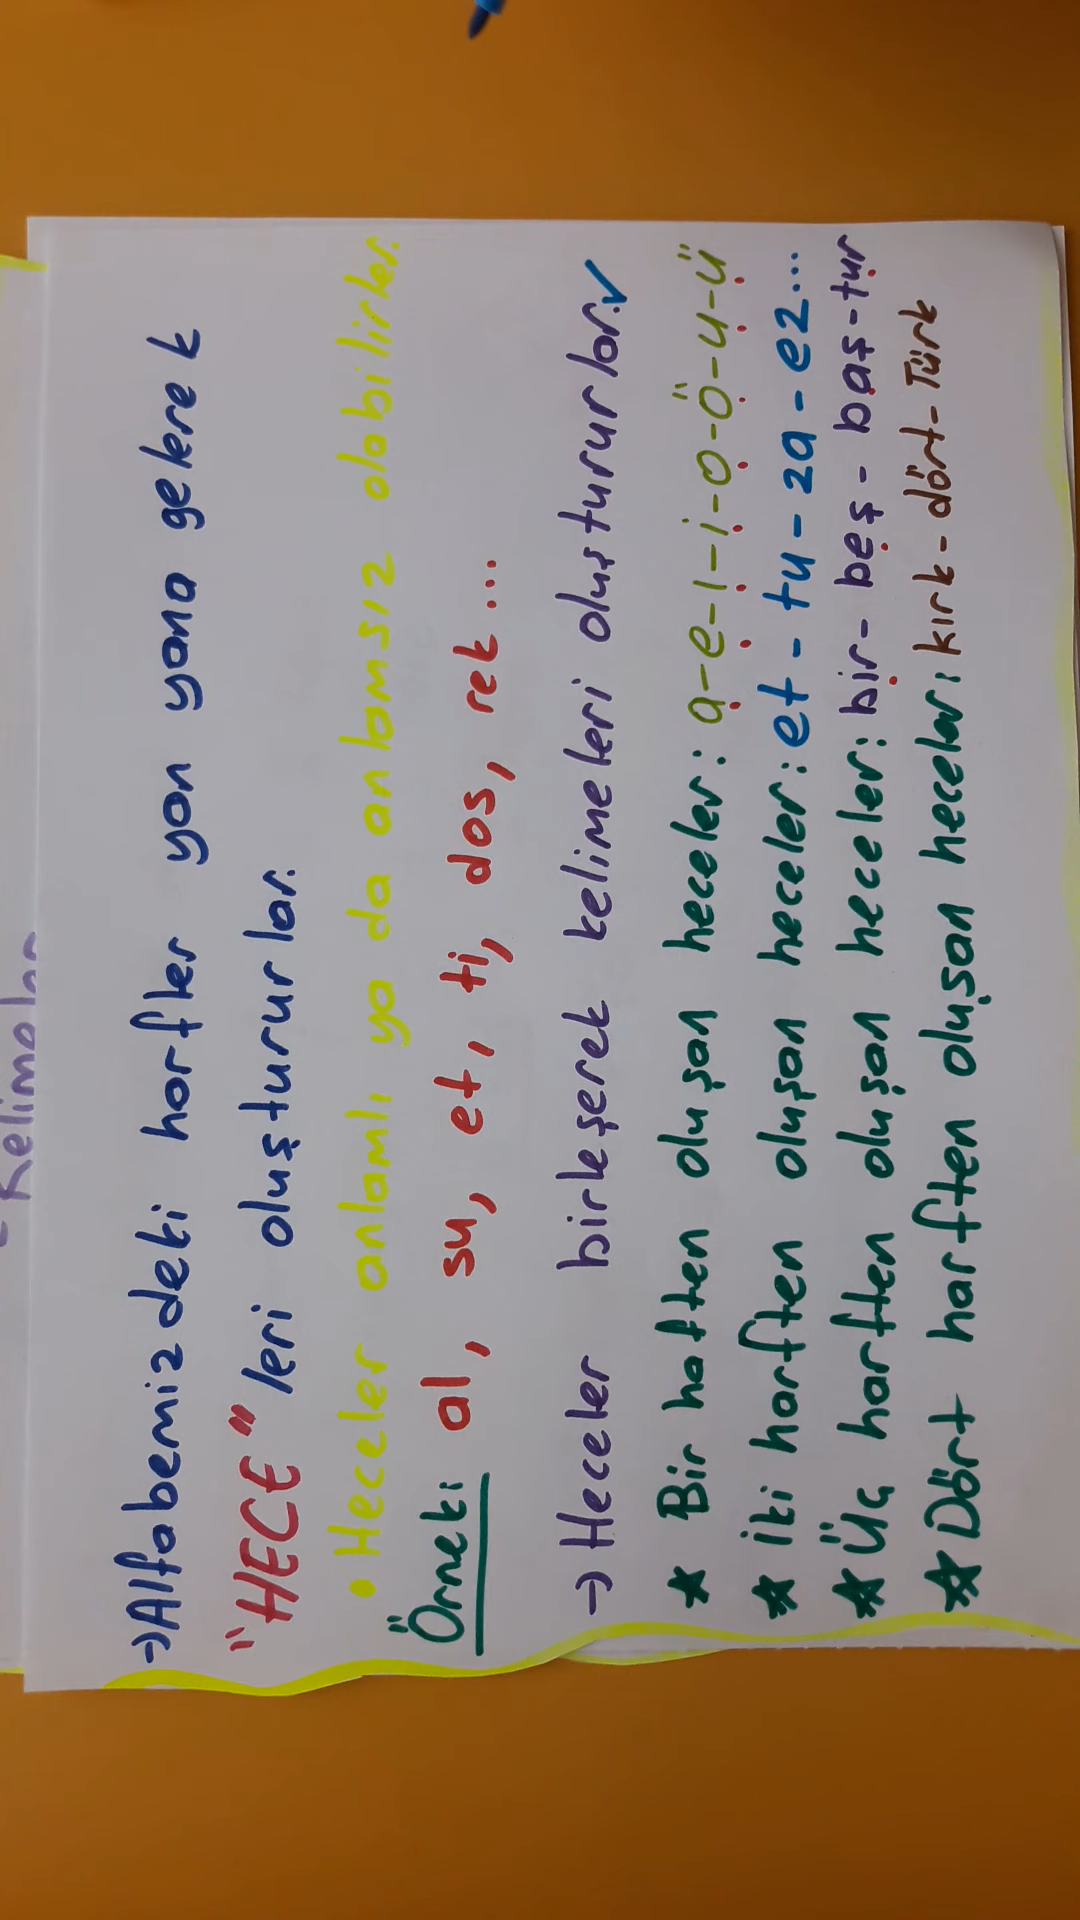 Kelimeler
→Alfabemizdeki harfler yan yana gelerek
"HECE" leri oluştururlar.
• Heceler anlamlı ya da anlamsız olabilirler.
Örnek: al, su, et, ti, dos, rek...
→Heceler birleşerek kelimeleri oluştururlar.✓
★ Bir haften oluşan heceler: a-e-ı-i-o-ö-u-ü
★ iki harften oluşan heceler: et - tu - za - ez...
★ Üç harften oluşan heceler: bir - beş - baş - tur
★ Dört harften oluşan heceler: kırk - dört - Türk